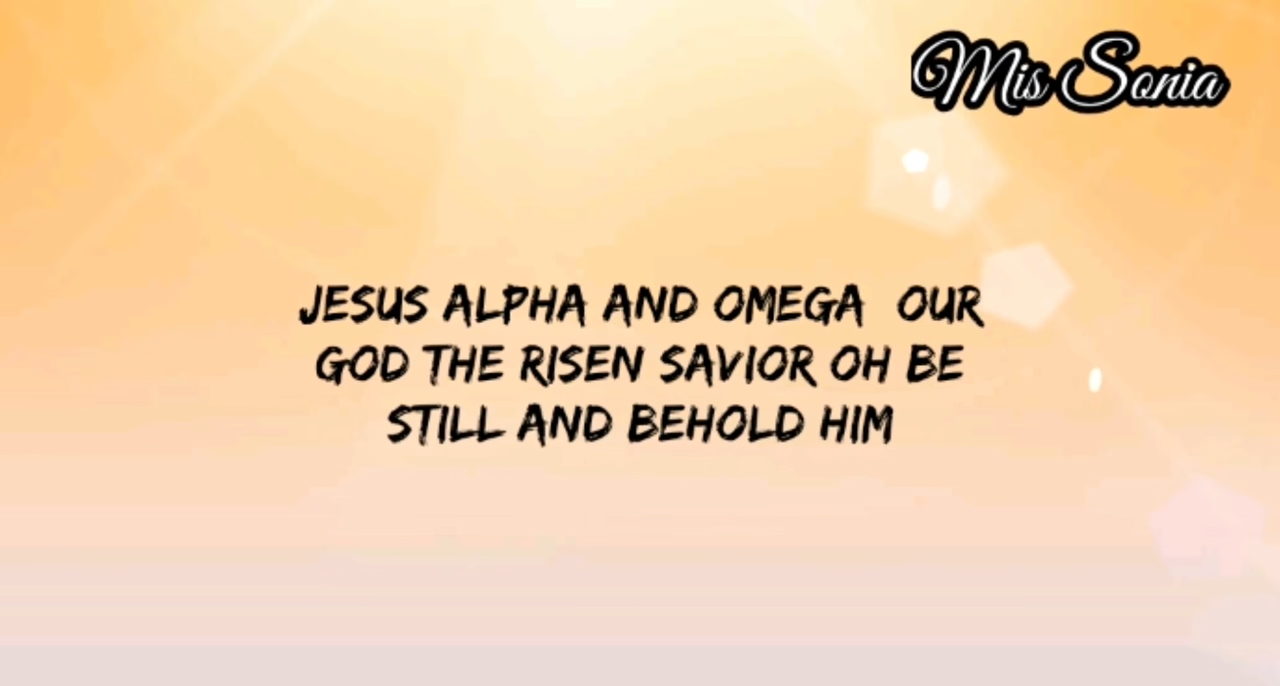 Mis Sonia
JESUS ALPHA AND OMEGA OUR
GOD THE RISEN SAVIOR OH BE
STILL AND BEHOLD HIM